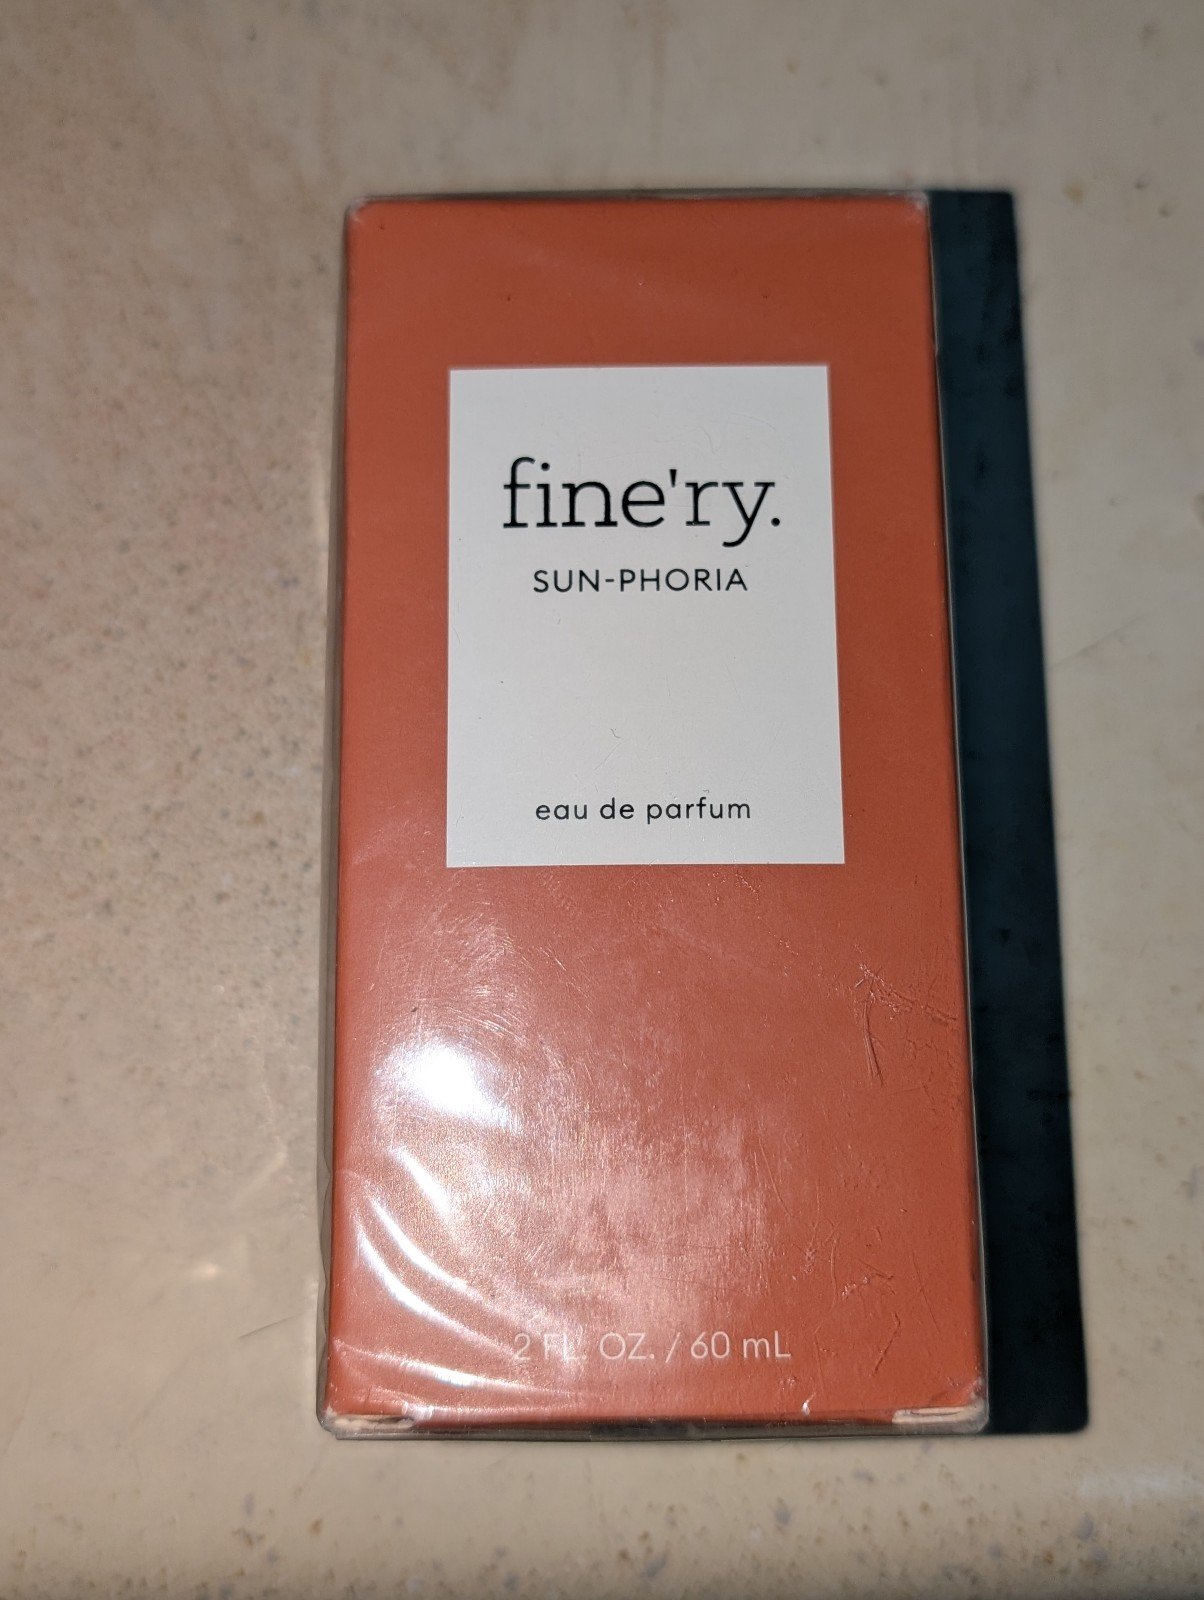 fine'ry.
SUN-PHORIA
eau de parfum
2 FL. OZ. / 60 mL